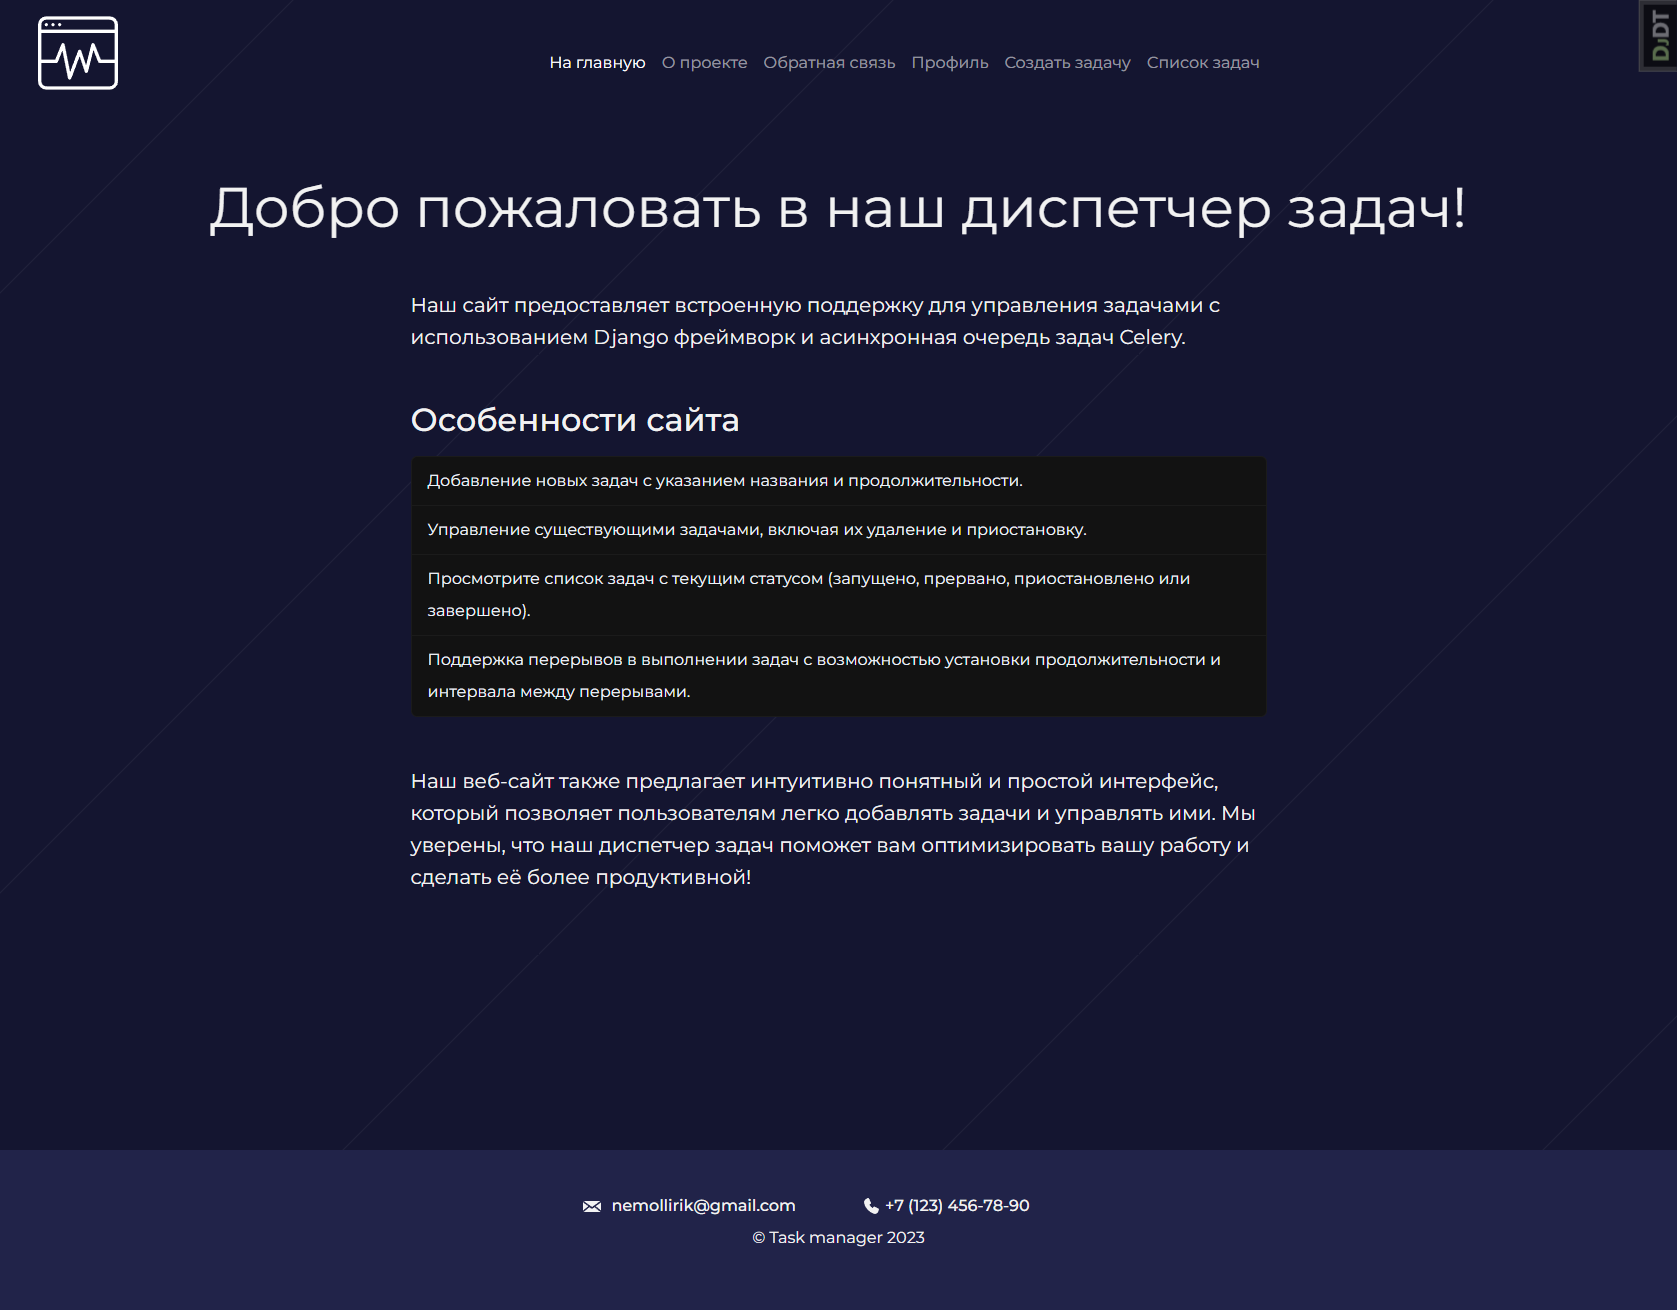 DJDT
На главную О проекте Обратная связь Профиль Создать задачу Список задач
Добро пожаловать в наш диспетчер задач!
Наш сайт предоставляет встроенную поддержку для управления задачами с
использованием Django фреймворк и асинхронная очередь задач Celery.
Особенности сайта
Добавление новых задач с указанием названия и продолжительности.
Управление существующими задачами, включая их удаление и приостановку.
Просмотрите список задач с текущим статусом (запущено, прервано, приостановлено или
завершено).
Поддержка перерывов в выполнении задач с возможностью установки продолжительности и
интервала между перерывами.
Наш веб-сайт также предлагает интуитивно понятный и простой интерфейс,
который позволяет пользователям легко добавлять задачи и управлять ими. Мы
уверены, что наш диспетчер задач поможет вам оптимизировать вашу работу и
сделать её более продуктивной!
nemollirik@gmail.com +7 (123) 456-78-90
© Task manager 2023